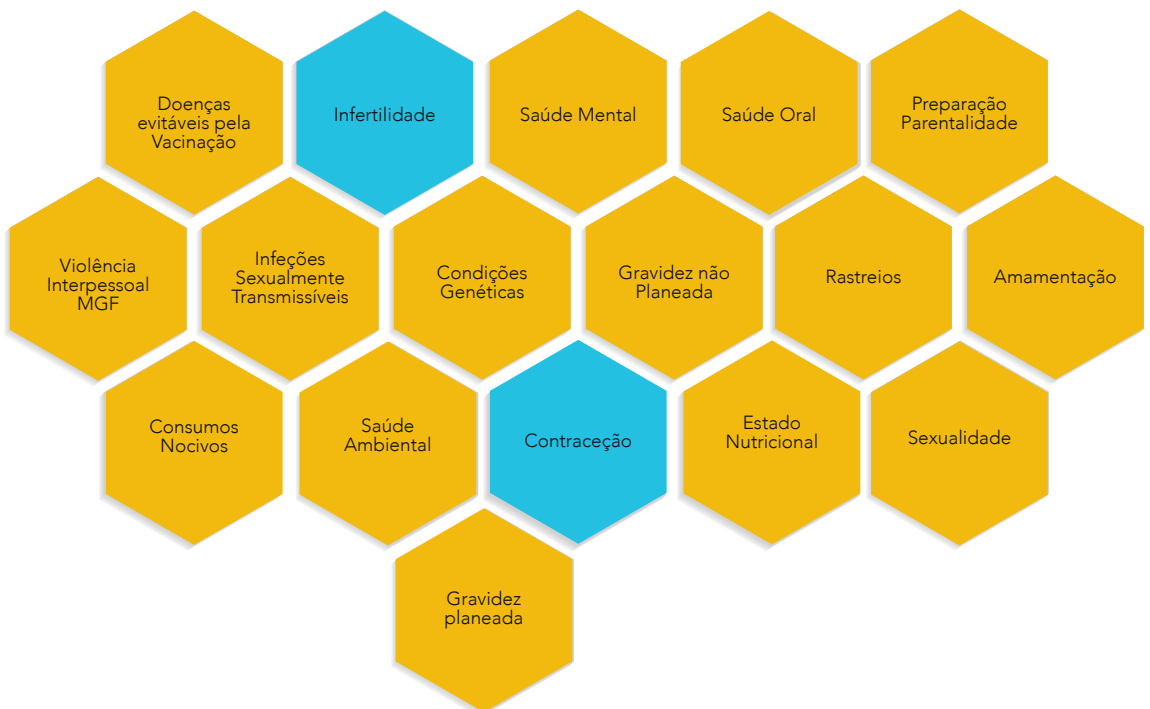 Doenças
evitáveis pela
Vacinação
Infertilidade
Saúde Mental
Saúde Oral
Preparação
Parentalidade
Violência
Interpessoal
MGF
Infeções
Sexualmente
Transmissíveis
Condições
Genéticas
Gravidez não
Planeada
Rastreios
Amamentação
Consumos
Nocivos
Saúde
Ambiental
Contraceção
Estado
Nutricional
Sexualidade
Gravidez
planeada